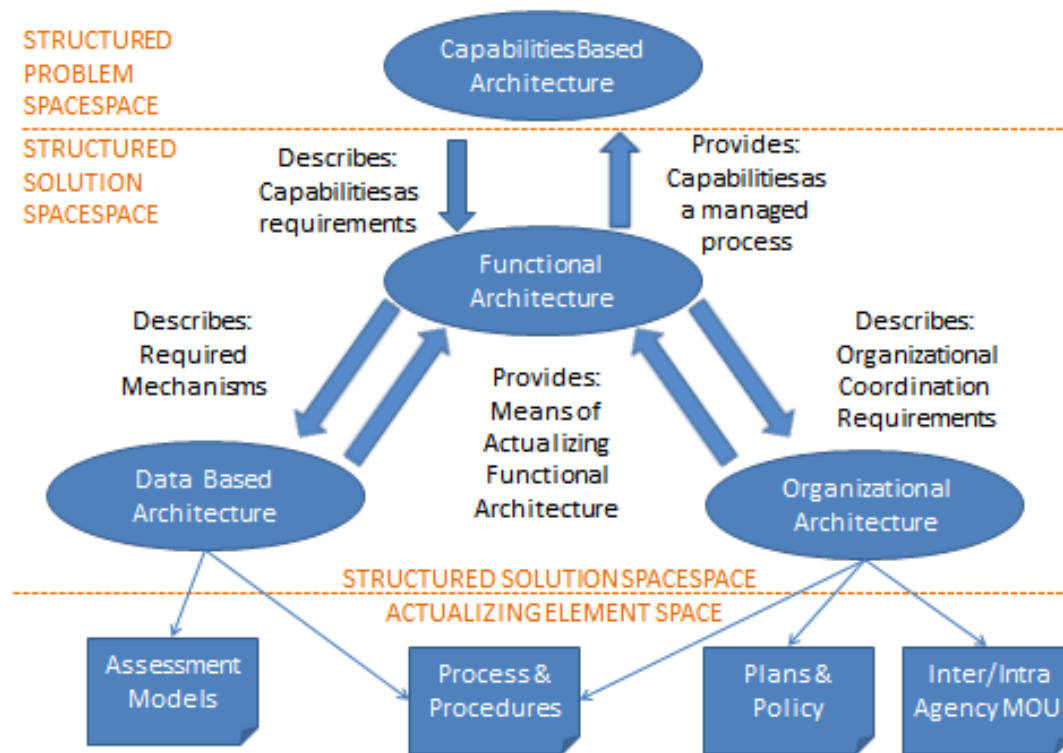 STRUCTURED
PROBLEM
SPACESPACE
CapabilitiesBased
Architecture
STRUCTURED
SOLUTION
SPACESPACE
Describes:
Capabilitiesas
requirements
Provides:
Capabilitiesas
a managed
process
Functional
Architecture
Describes:
Required
Mechanisms
Provides:
Means of
Actualizing
Functional
Architecture
Describes:
Organizational
Coordination
Requirements
Data Based
Architecture
Organizational
Architecture
STRUCTURED SOLUTION SPACESPACE
ACTUALIZING ELEMENT SPACE
Assessment
Models
Process &
Procedures
Plans &
Policy
Inter/Intra
Agency MOU